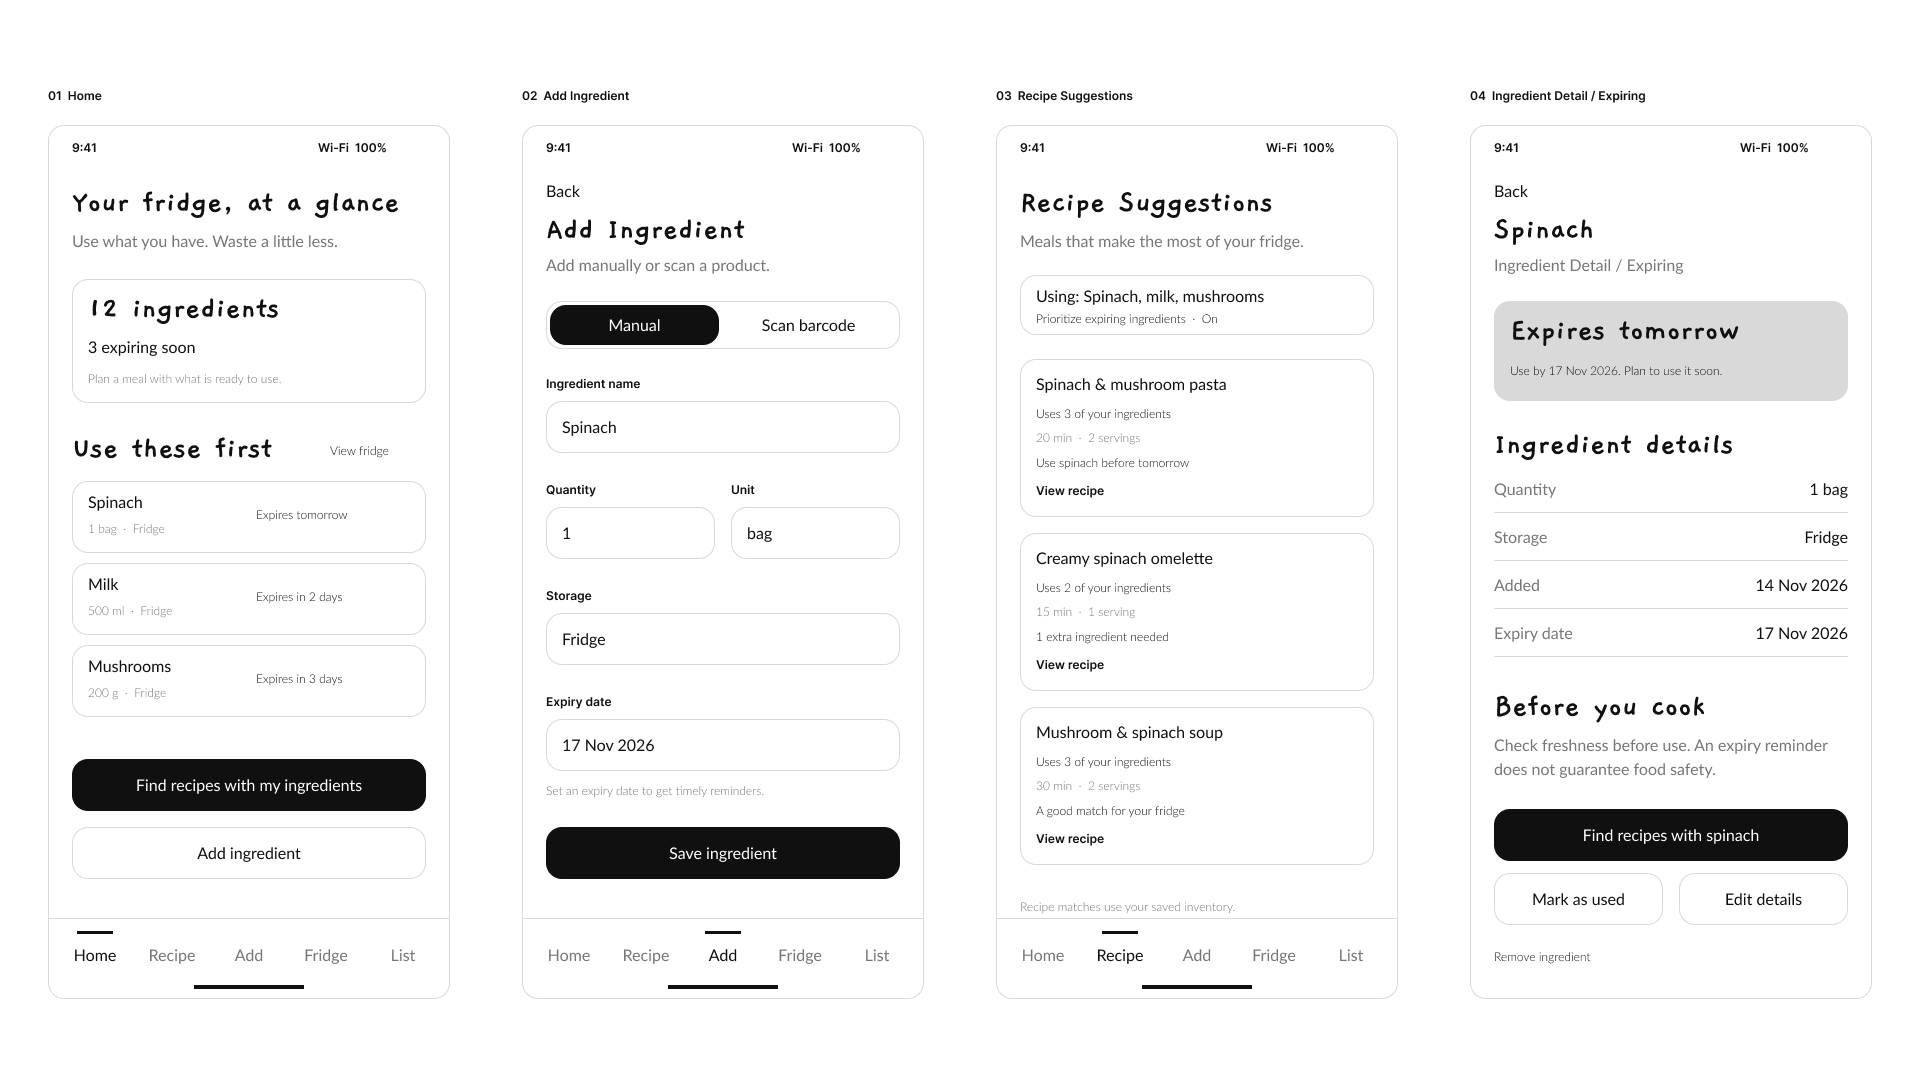 01 Home
9:41 Wi-Fi 100%
Your fridge, at a glance
Use what you have. Waste a little less.
12 ingredients
3 expiring soon
Plan a meal with what is ready to use.
Use these first View fridge
Spinach
Expires tomorrow
1 bag · Fridge
Milk
Expires in 2 days
500 ml · Fridge
Mushrooms
Expires in 3 days
200 g · Fridge
Find recipes with my ingredients
Add ingredient
Home Recipe Add Fridge List
02 Add Ingredient
9:41 Wi-Fi 100%
Back
Add Ingredient
Add manually or scan a product.
Manual Scan barcode
Ingredient name
Spinach
Quantity Unit
1 bag
Storage
Fridge
Expiry date
17 Nov 2026
Set an expiry date to get timely reminders.
Save ingredient
Home Recipe Add Fridge List
03 Recipe Suggestions
9:41 Wi-Fi 100%
Recipe Suggestions
Meals that make the most of your fridge.
Using: Spinach, milk, mushrooms
Prioritize expiring ingredients · On
Spinach & mushroom pasta
Uses 3 of your ingredients
20 min · 2 servings
Use spinach before tomorrow
View recipe
Creamy spinach omelette
Uses 2 of your ingredients
15 min · 1 serving
1 extra ingredient needed
View recipe
Mushroom & spinach soup
Uses 3 of your ingredients
30 min · 2 servings
A good match for your fridge
View recipe
Recipe matches use your saved inventory.
Home Recipe Add Fridge List
04 Ingredient Detail / Expiring
9:41 Wi-Fi 100%
Back
Spinach
Ingredient Detail / Expiring
Expires tomorrow
Use by 17 Nov 2026. Plan to use it soon.
Ingredient details
Quantity 1 bag
Storage Fridge
Added 14 Nov 2026
Expiry date 17 Nov 2026
Before you cook
Check freshness before use. An expiry reminder
does not guarantee food safety.
Find recipes with spinach
Mark as used Edit details
Remove ingredient